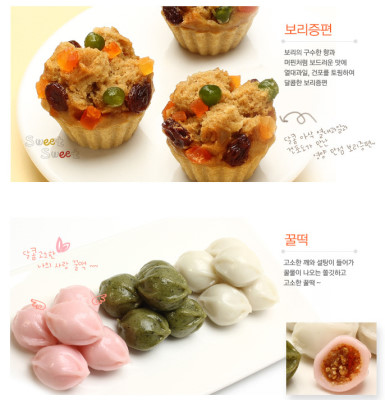 보리증편
보리의 구수한 향과
머핀처럼 보드러운 맛에
열대과일, 건포를 토핑하여
달콤한 보리증편
Sweet
Sweet
꿀떡
고소한 깨와 설탕이 들어가
꿀물이 나오는 쫄깃하고
고소한 꿀떡 ~